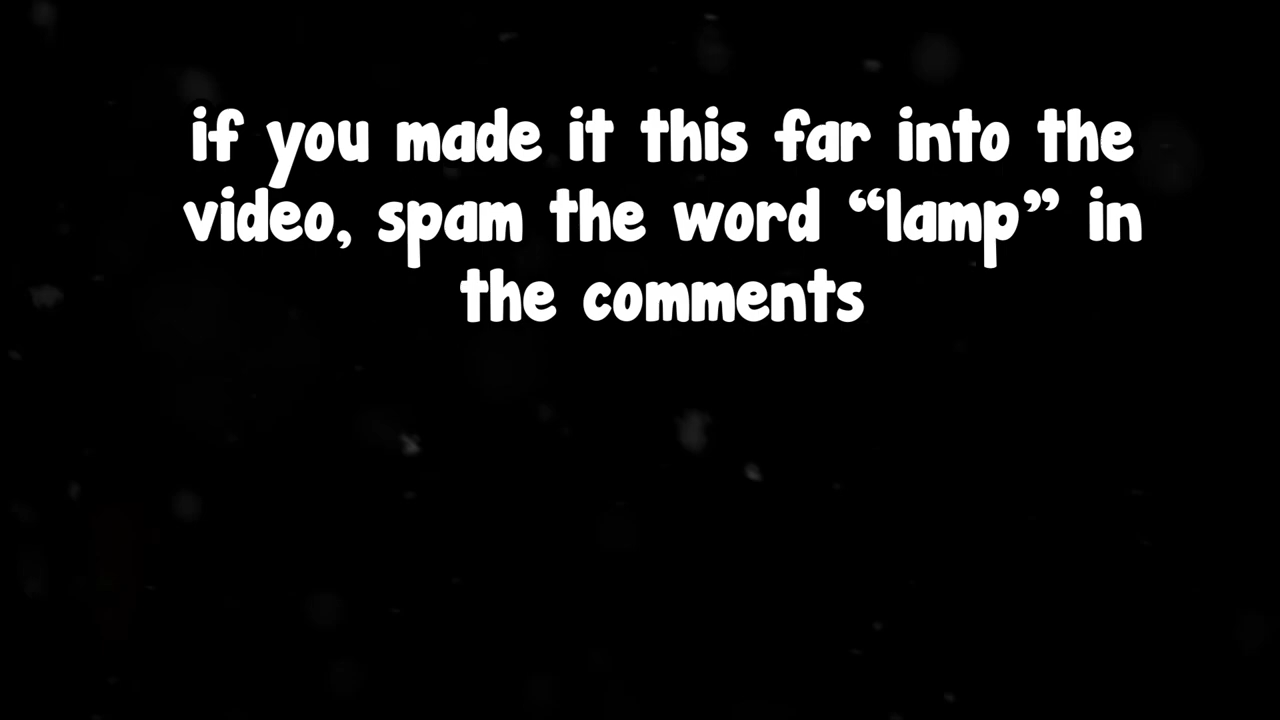 if you made it this far into the
video, spam the word “lamp” in
the comments